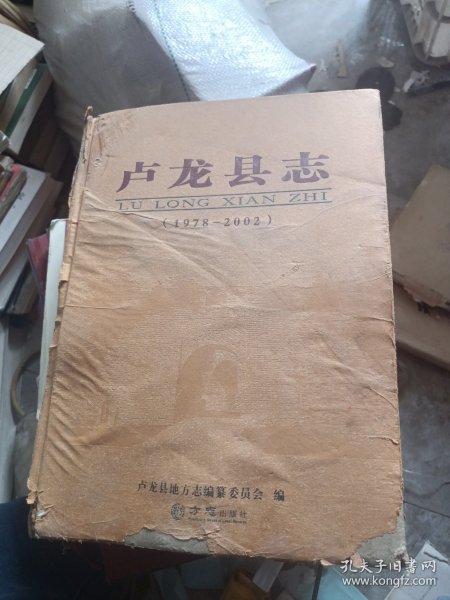 卢龙县志
LU LONG XIAN ZHI
(1978-2002)
卢龙县地方志编纂委员会 编
方志出版社
孔夫子旧书网
www.kongfz.com